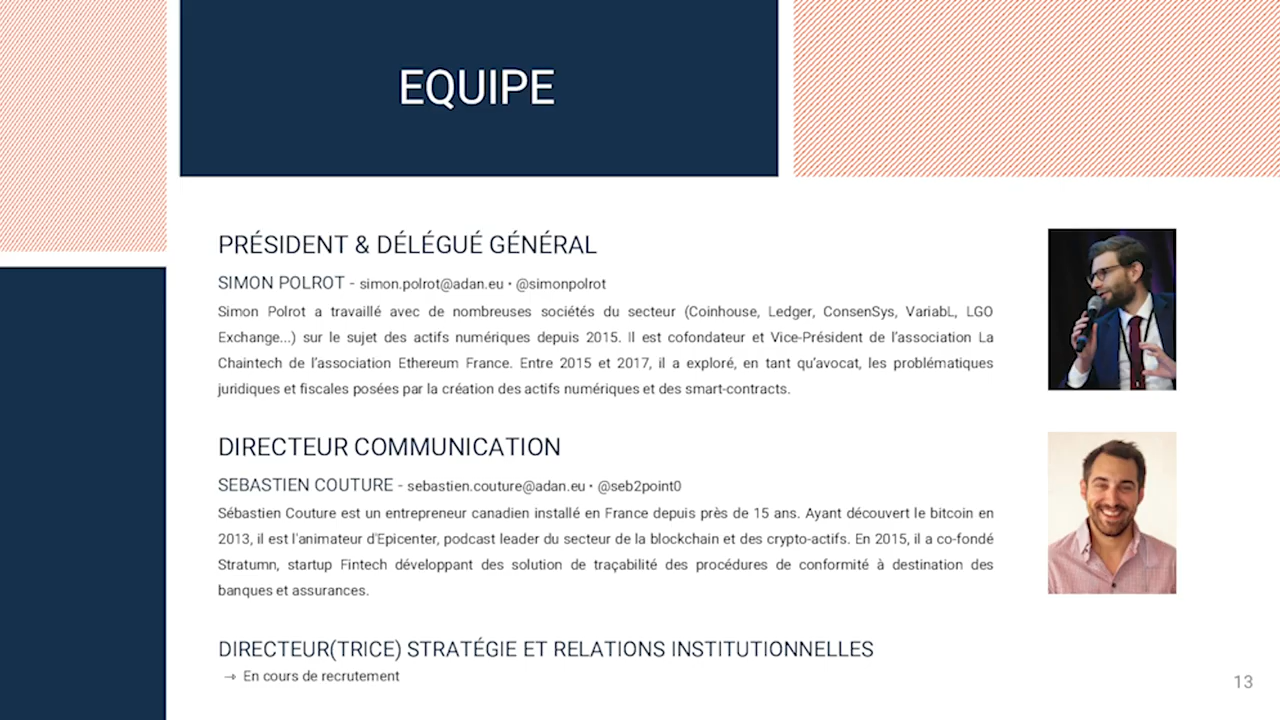 EQUIPE
PRÉSIDENT & DÉLÉGUÉ GÉNÉRAL
SIMON POLROT - simon.polrot@adan.eu • @simonpolrot
Simon Polrot a travaillé avec de nombreuses sociétés du secteur (Coinhouse, Ledger, ConsenSys, VariabL, LGO
Exchange...) sur le sujet des actifs numériques depuis 2015. Il est cofondateur et Vice-Président de l'association La
Chaintech de l'association Ethereum France. Entre 2015 et 2017, il a exploré, en tant qu'avocat, les problématiques
juridiques et fiscales posées par la création des actifs numériques et des smart-contracts.
DIRECTEUR COMMUNICATION
SEBASTIEN COUTURE - sebastien.couture@adan.eu • @seb2point0
Sébastien Couture est un entrepreneur canadien installé en France depuis près de 15 ans. Ayant découvert le bitcoin en
2013, il est l'animateur d'Epicenter, podcast leader du secteur de la blockchain et des crypto-actifs. En 2015, il a co-fondé
Stratumn, startup Fintech développant des solution de traçabilité des procédures de conformité à destination des
banques et assurances.
DIRECTEUR(TRICE) STRATÉGIE ET RELATIONS INSTITUTIONNELLES
→ En cours de recrutement
13